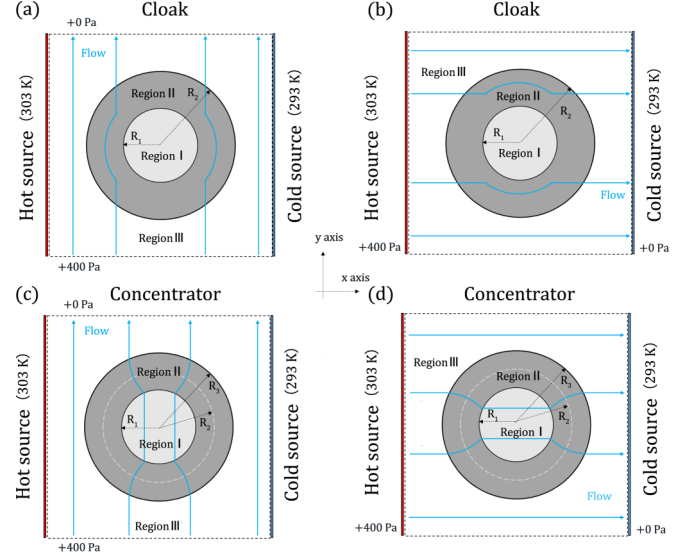 (a)
Cloak
+0 Pa
Flow
Region Ⅱ
R2
R1
Region Ⅰ
Region Ⅲ
+400 Pa
Hot source (303 K)
Cold source (293 K)
(b)
Cloak
Region Ⅲ
Region Ⅱ
R2
R1
Region Ⅰ
Flow
+400 Pa
+0 Pa
Hot source (303 K)
Cold source (293 K)
y axis
x axis
(c)
Concentrator
+0 Pa
Flow
Region Ⅱ
R3
R2
R1
Region Ⅰ
Region Ⅲ
+400 Pa
Hot source (303 K)
Cold source (293 K)
(d)
Concentrator
Region Ⅲ
Region Ⅱ
R3
R2
R1
Region Ⅰ
Flow
+400 Pa
+0 Pa
Hot source (303 K)
Cold source (293 K)